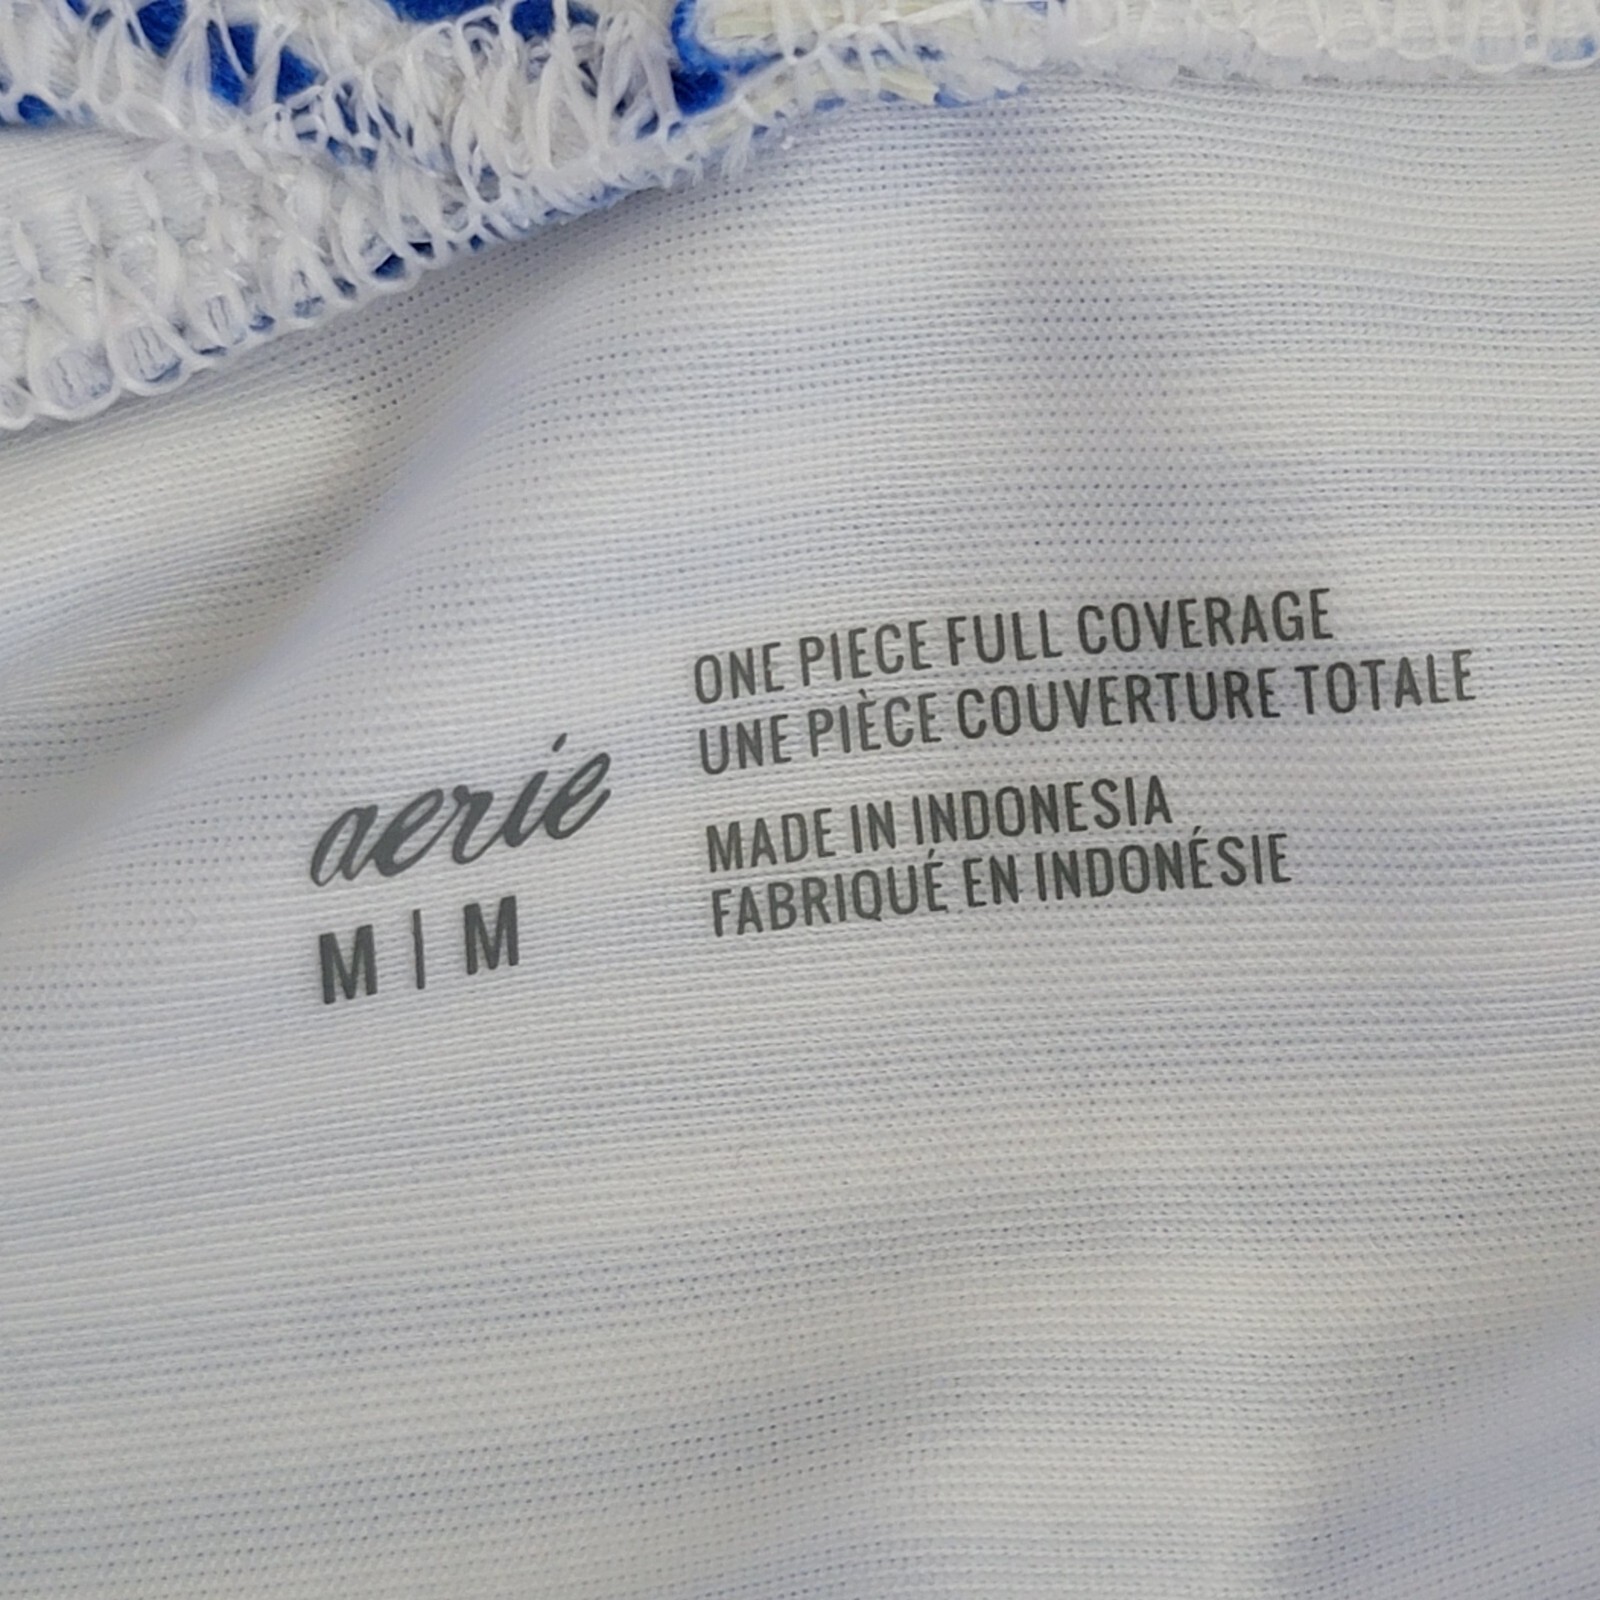 aerie
M | M
ONE PIECE FULL COVERAGE
UNE PIÈCE COUVERTURE TOTALE
MADE IN INDONESIA
FABRIQUÉ EN INDONÉSIE